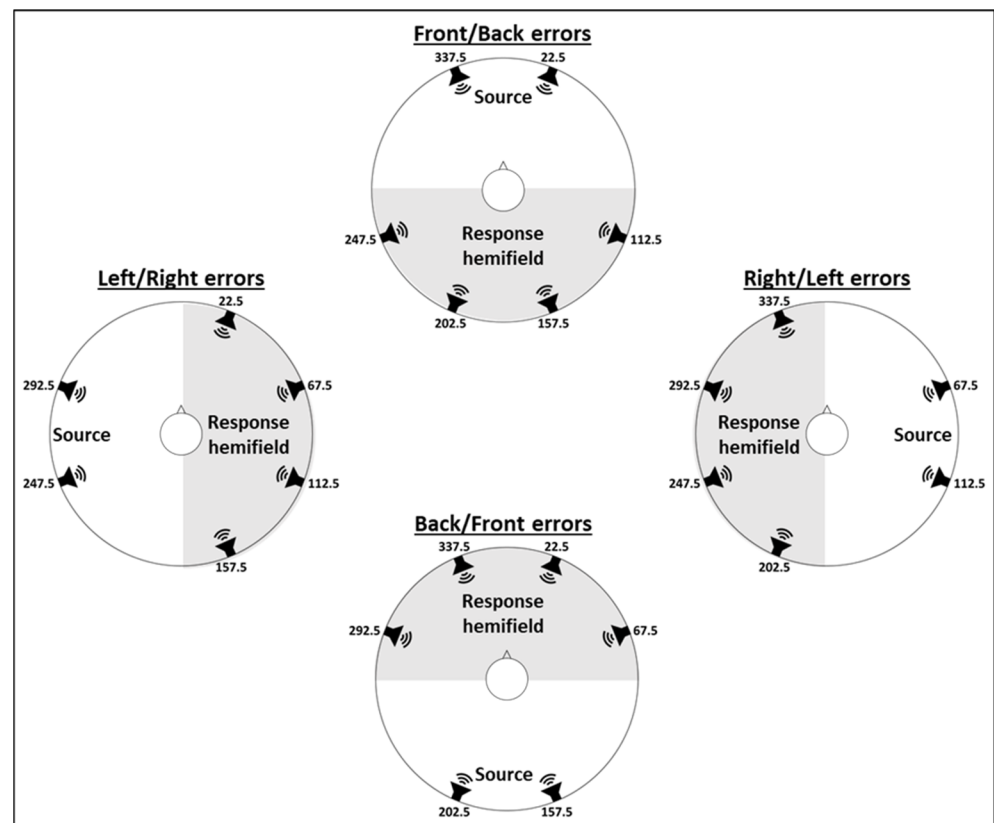 Front/Back errors
337.5 22.5
Source
247.5 112.5
Response
hemifield
202.5 157.5
Left/Right errors
22.5
292.5 67.5
Source
Response
hemifield
247.5 112.5
157.5
Right/Left errors
337.5
292.5 67.5
Response
hemifield
Source
247.5 112.5
202.5
Back/Front errors
337.5 22.5
Response
hemifield
292.5 67.5
Source
202.5 157.5